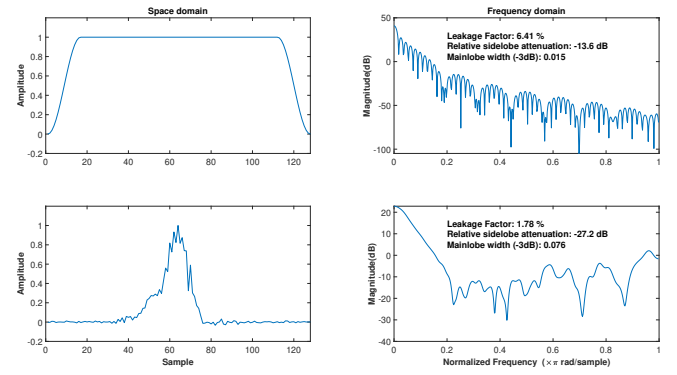 Space domain
Amplitude
1
0.8
0.6
0.4
0.2
0
-0.2
0 20 40 60 80 100 120
Frequency domain
Magnitude(dB)
50
0
-50
-100
0 0.2 0.4 0.6 0.8 1
Leakage Factor: 6.41 %
Relative sidelobe attenuation: -13.6 dB
Mainlobe width (-3dB): 0.015
Amplitude
1
0.8
0.6
0.4
0.2
0
-0.2
0 20 40 60 80 100 120
Sample
Magnitude(dB)
20
10
0
-10
-20
-30
-40
0 0.2 0.4 0.6 0.8 1
Normalized Frequency (×π rad/sample)
Leakage Factor: 1.78 %
Relative sidelobe attenuation: -27.2 dB
Mainlobe width (-3dB): 0.076